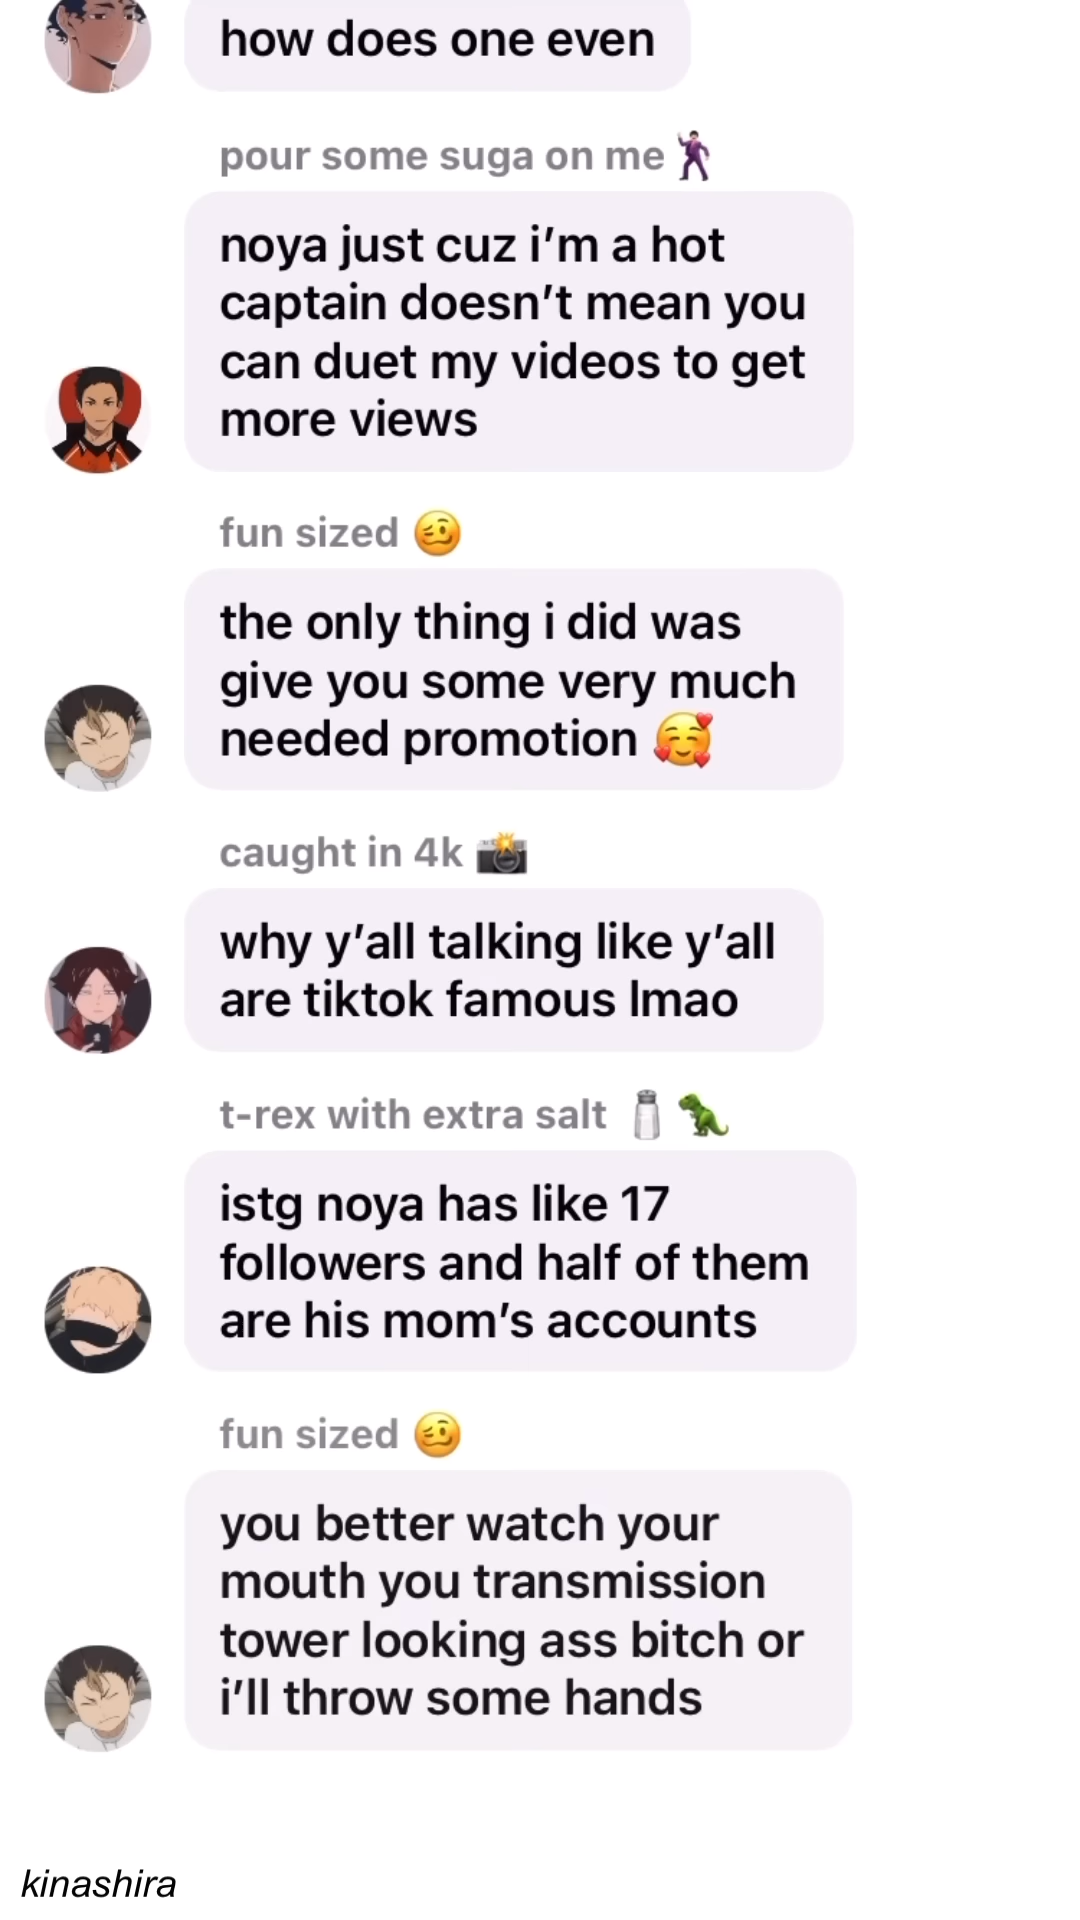 how does one even
pour some suga on me 🕺
noya just cuz i’m a hot
captain doesn’t mean you
can duet my videos to get
more views
fun sized 🥴
the only thing i did was
give you some very much
needed promotion 🥰
caught in 4k 📸
why y’all talking like y’all
are tiktok famous lmao
t-rex with extra salt 🧂🦖
istg noya has like 17
followers and half of them
are his mom’s accounts
fun sized 🥴
you better watch your
mouth you transmission
tower looking ass bitch or
i’ll throw some hands
kinashira